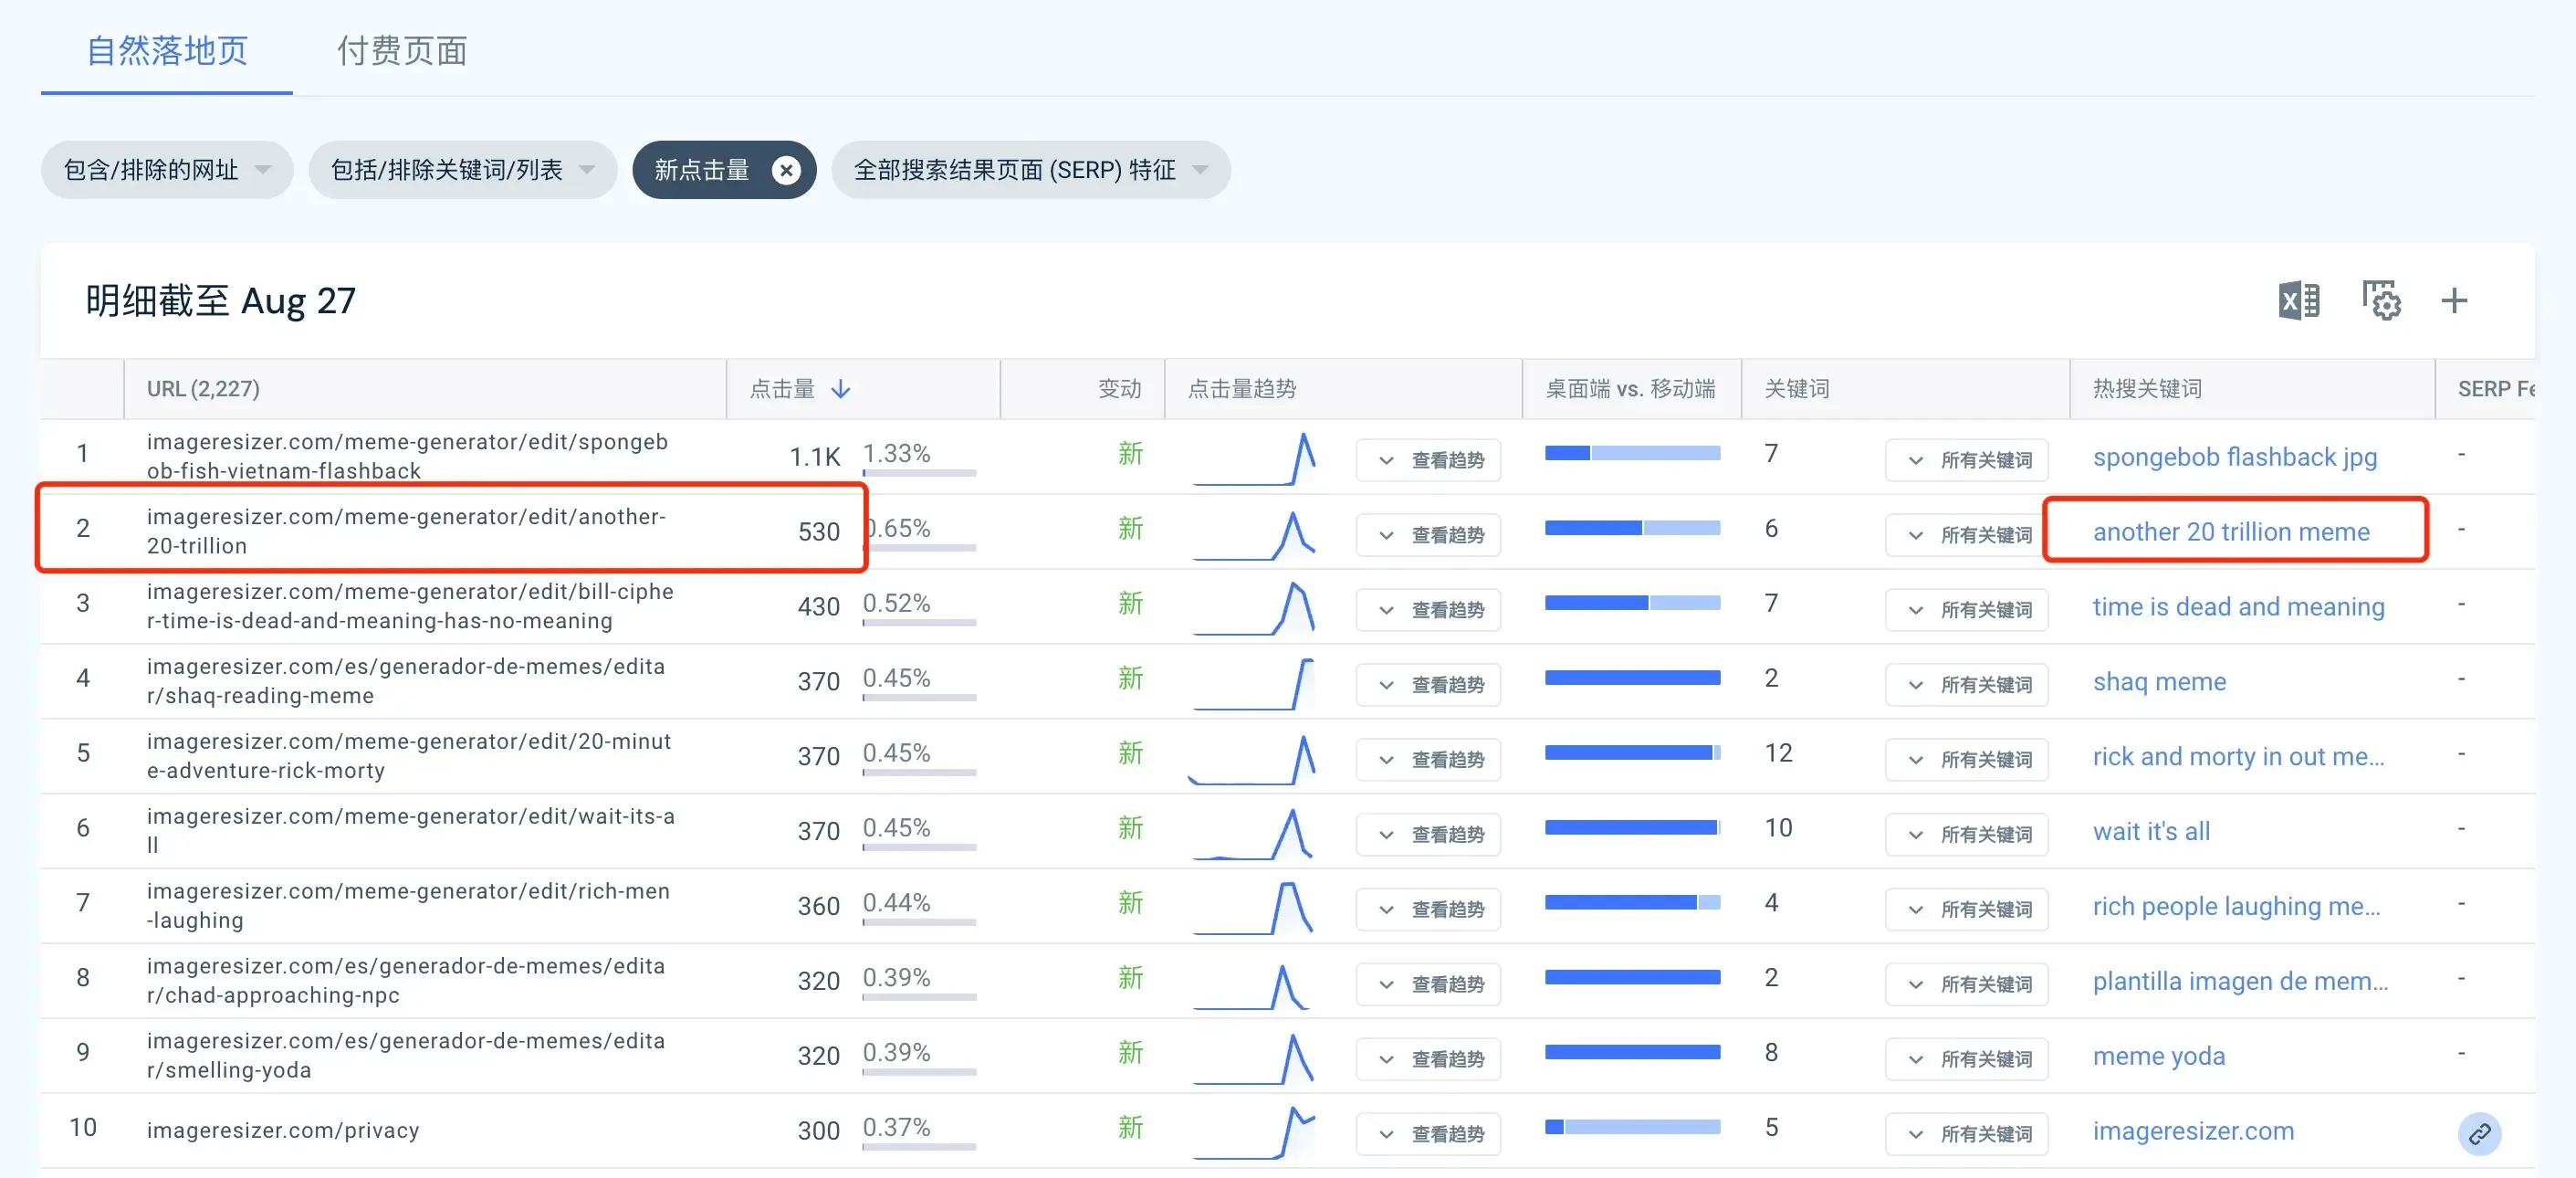 自然落地页 付费页面
包含/排除的网址 包括/排除关键词/列表 新点击量 全部搜索结果页面 (SERP) 特征
明细截至 Aug 27
URL (2,227) 点击量 变动 点击量趋势 桌面端 vs. 移动端 关键词 热搜关键词 SERP Fe
1 imageresizer.com/meme-generator/edit/spongeb
ob-fish-vietnam-flashback 1.1K 1.33% 新 查看趋势 7 所有关键词 spongebob flashback jpg -
2 imageresizer.com/meme-generator/edit/another-
20-trillion 530 0.65% 新 查看趋势 6 所有关键词 another 20 trillion meme -
3 imageresizer.com/meme-generator/edit/bill-ciphe
r-time-is-dead-and-meaning-has-no-meaning 430 0.52% 新 查看趋势 7 所有关键词 time is dead and meaning -
4 imageresizer.com/es/generador-de-memes/edita
r/shaq-reading-meme 370 0.45% 新 查看趋势 2 所有关键词 shaq meme -
5 imageresizer.com/meme-generator/edit/20-minut
e-adventure-rick-morty 370 0.45% 新 查看趋势 12 所有关键词 rick and morty in out me... -
6 imageresizer.com/meme-generator/edit/wait-its-a
ll 370 0.45% 新 查看趋势 10 所有关键词 wait it's all -
7 imageresizer.com/meme-generator/edit/rich-men
-laughing 360 0.44% 新 查看趋势 4 所有关键词 rich people laughing me... -
8 imageresizer.com/es/generador-de-memes/edita
r/chad-approaching-npc 320 0.39% 新 查看趋势 2 所有关键词 plantilla imagen de mem... -
9 imageresizer.com/es/generador-de-memes/edita
r/smelling-yoda 320 0.39% 新 查看趋势 8 所有关键词 meme yoda -
10 imageresizer.com/privacy 300 0.37% 新 查看趋势 5 所有关键词 imageresizer.com